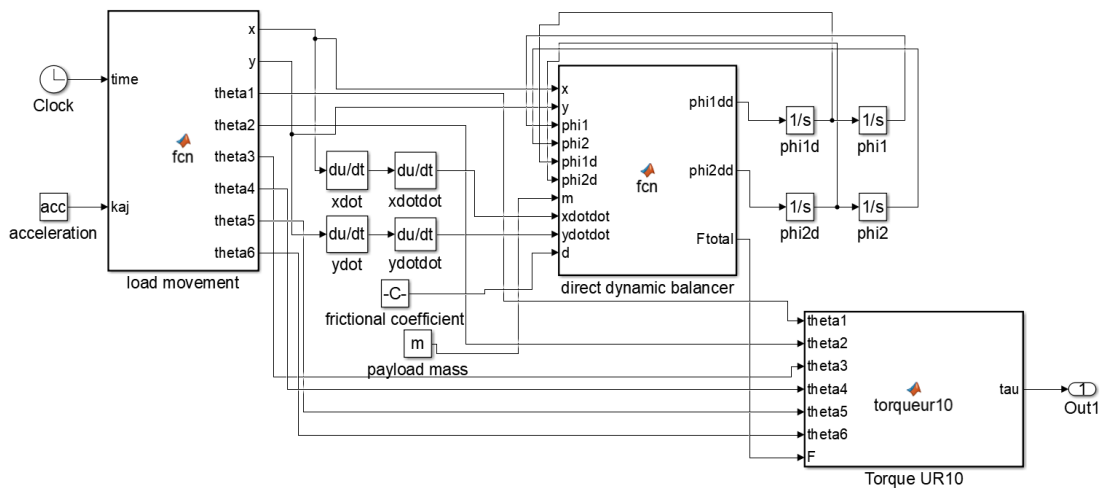 Clock
acc
acceleration
time
kaj
fcn
x
y
theta1
theta2
theta3
theta4
theta5
theta6
load movement
du/dt
xdot
du/dt
xdotdot
du/dt
ydot
du/dt
ydotdot
-C-
frictional coefficient
m
payload mass
x
y
phi1
phi2
phi1d
phi2d
m
xdotdot
ydotdot
d
fcn
phi1dd
phi2dd
Ftotal
direct dynamic balancer
1/s
phi1d
1/s
phi1
1/s
phi2d
1/s
phi2
theta1
theta2
theta3
theta4
theta5
theta6
F
torqueur10
tau
Torque UR10
1
Out1